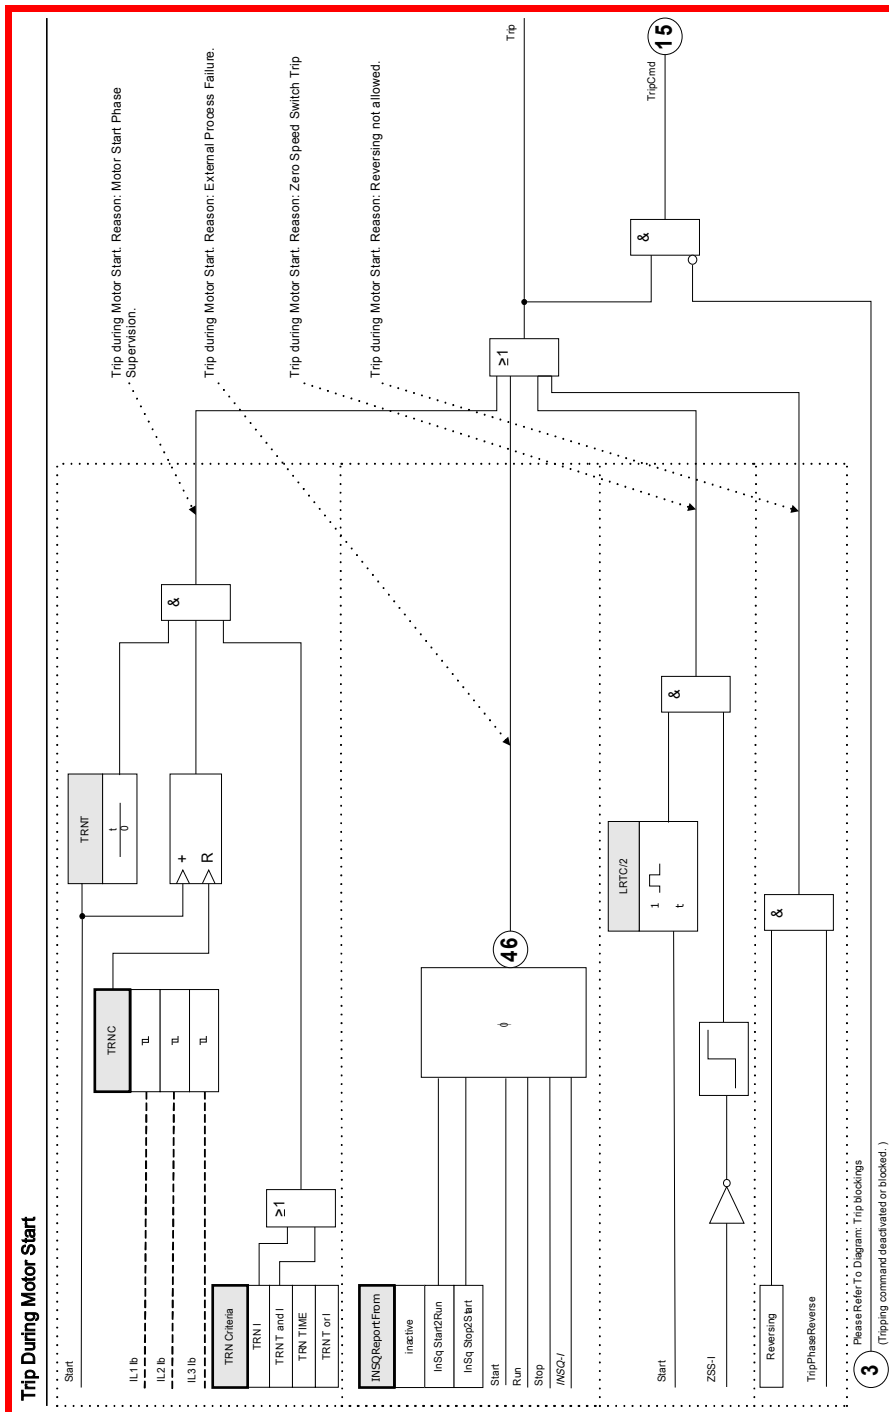 Trip During Motor Start
Start
IL1 Ib
IL2 Ib
IL3 Ib
TRNC
TRNT
t
0
+
R
TRN Criteria
TRN I
TRN T and I
TRN TIME
TRN T or I
≥1
&
Trip during Motor Start. Reason: Motor Start Phase
Supervision.
INSQReportFrom
inactive
InSq Start2Run
InSq Stop2Start
Start
Run
Stop
INSQ-I
ϕ
46
Trip during Motor Start. Reason: External Process Failure.
Start
LRTC/2
1
t
ZSS-I
&
Trip during Motor Start. Reason: Zero Speed Switch Trip
Reversing
TripPhaseReverse
&
Trip during Motor Start. Reason: Reversing not allowed.
≥1
Trip
&
TripCmd
15
3
Please Refer To Diagram: Trip blockings
(Tripping command deactivated or blocked. )